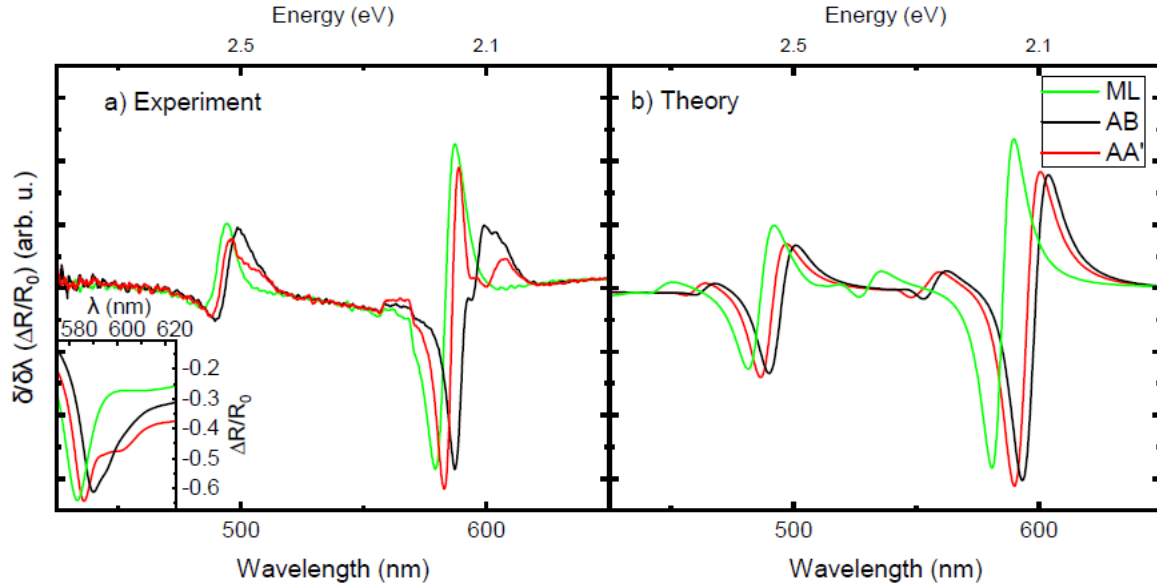 Energy (eV)
2.5 2.1
Energy (eV)
2.5 2.1
a) Experiment
b) Theory
ML
AB
AA'
δ/δλ (ΔR/R₀) (arb. u.)
λ (nm)
580 600 620
-0.2
-0.3
-0.4
-0.5
-0.6
ΔR/R₀
500 600
Wavelength (nm)
500 600
Wavelength (nm)